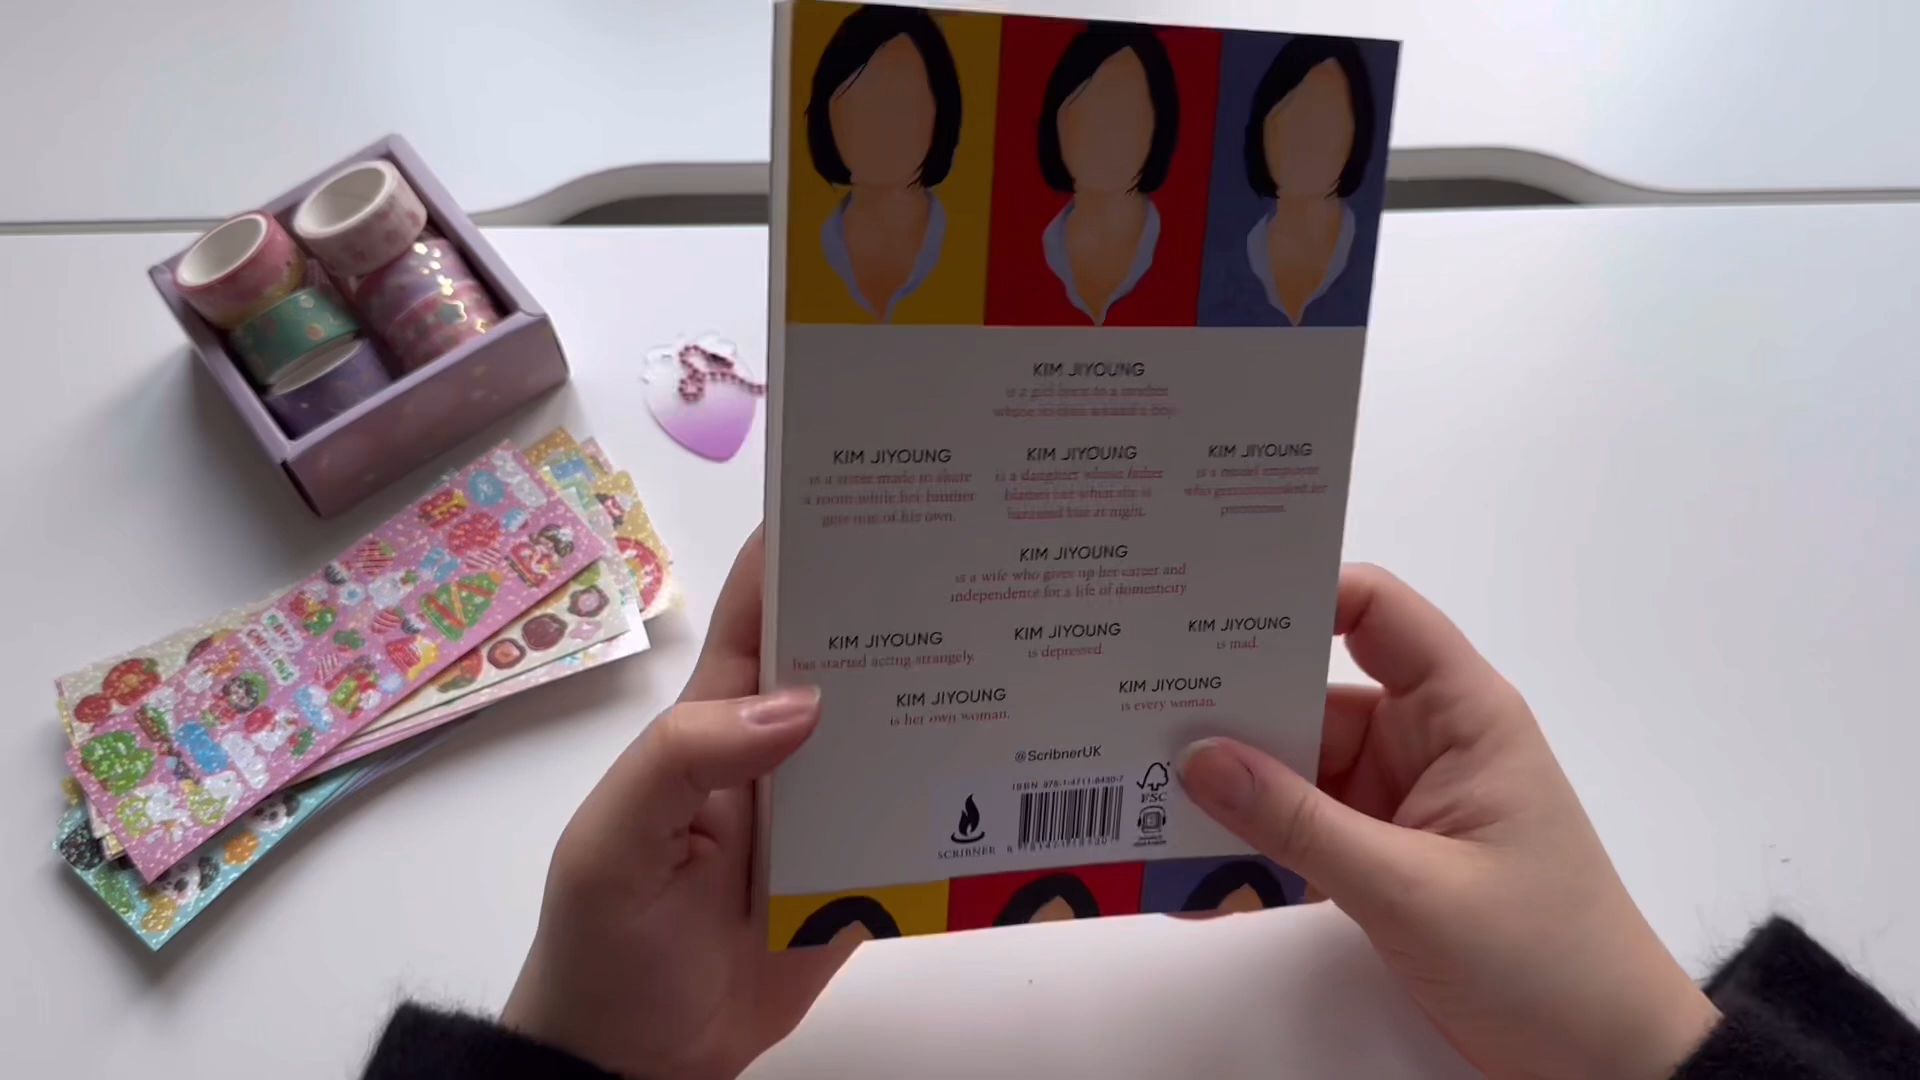 KIM JIYOUNG
is a girl born to a mother
whose in-laws wanted a boy.
KIM JIYOUNG
is a sister made to share
a room while her brother
gets one of his own.
KIM JIYOUNG
is a daughter whose father
blames her when she is
harassed late at night.
KIM JIYOUNG
is a model employee
who gets overlooked for
promotion.
KIM JIYOUNG
is a wife who gives up her career and
independence for a life of domesticity.
KIM JIYOUNG
has started acting strangely.
KIM JIYOUNG
is depressed.
KIM JIYOUNG
is mad.
KIM JIYOUNG
is her own woman.
KIM JIYOUNG
is every woman.
@ScribnerUK
SCRIBNER
FSC